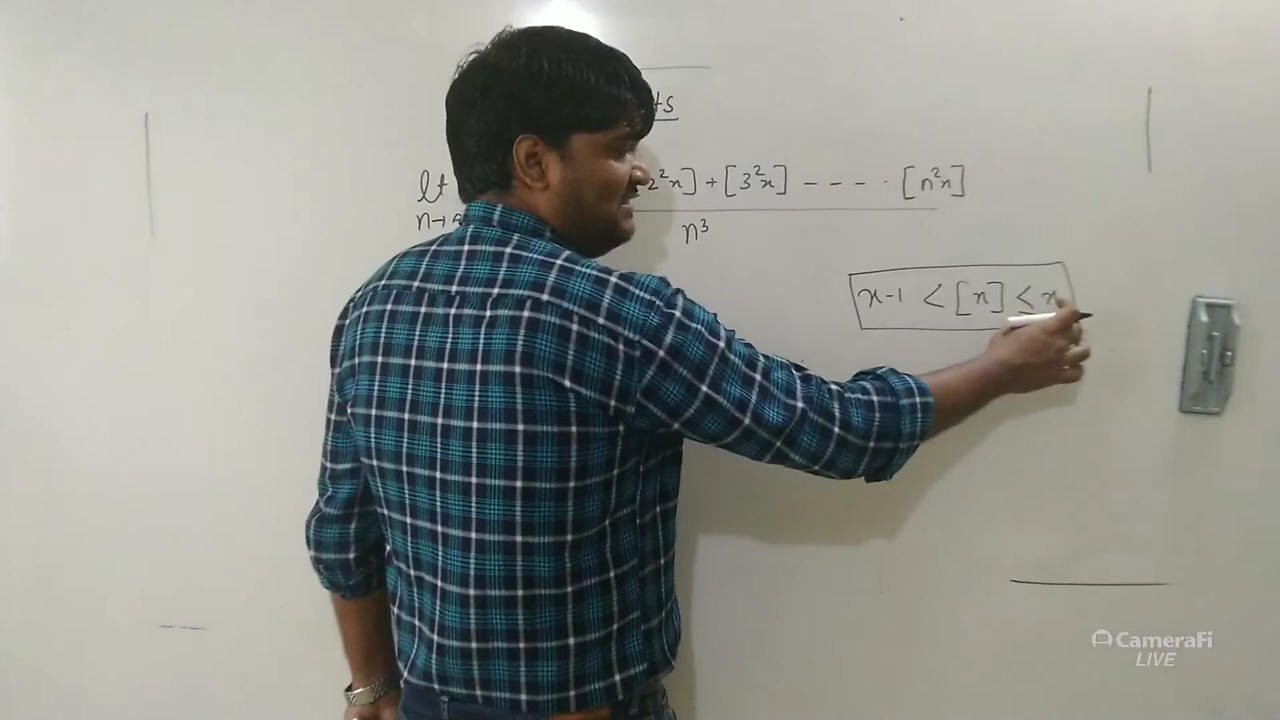 ts
lt 2²x] + [3²x] ---- · [n²x]
n→ n³
x-1 < [x] ≤ x
CameraFi
LIVE